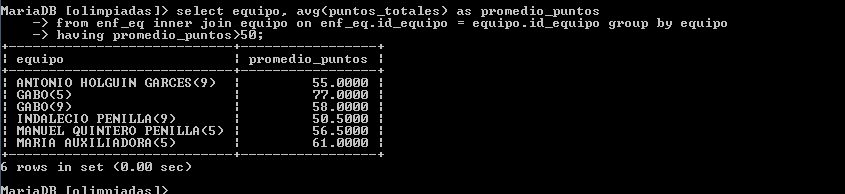 MariaDB [olimpiadas]> select equipo, avg(puntos_totales) as promedio_puntos
-> from enf_eq inner join equipo on enf_eq.id_equipo = equipo.id_equipo group by equipo
-> having promedio_puntos>50;
+---------------------------+-----------------+
¦ equipo                    ¦ promedio_puntos ¦
+---------------------------+-----------------+
¦ ANTONIO HOLGUIN GARCES(9) ¦         55.0000 ¦
¦ GABO(5)                   ¦         77.0000 ¦
¦ GABO(9)                   ¦         58.0000 ¦
¦ INDALECIO PENILLA(9)      ¦         50.5000 ¦
¦ MANUEL QUINTERO PENILLA(5) ¦         56.5000 ¦
¦ MARIA AUXILIADORA(5)      ¦         61.0000 ¦
+---------------------------+-----------------+
6 rows in set (0.00 sec)
MariaDB [olimpiadas]>